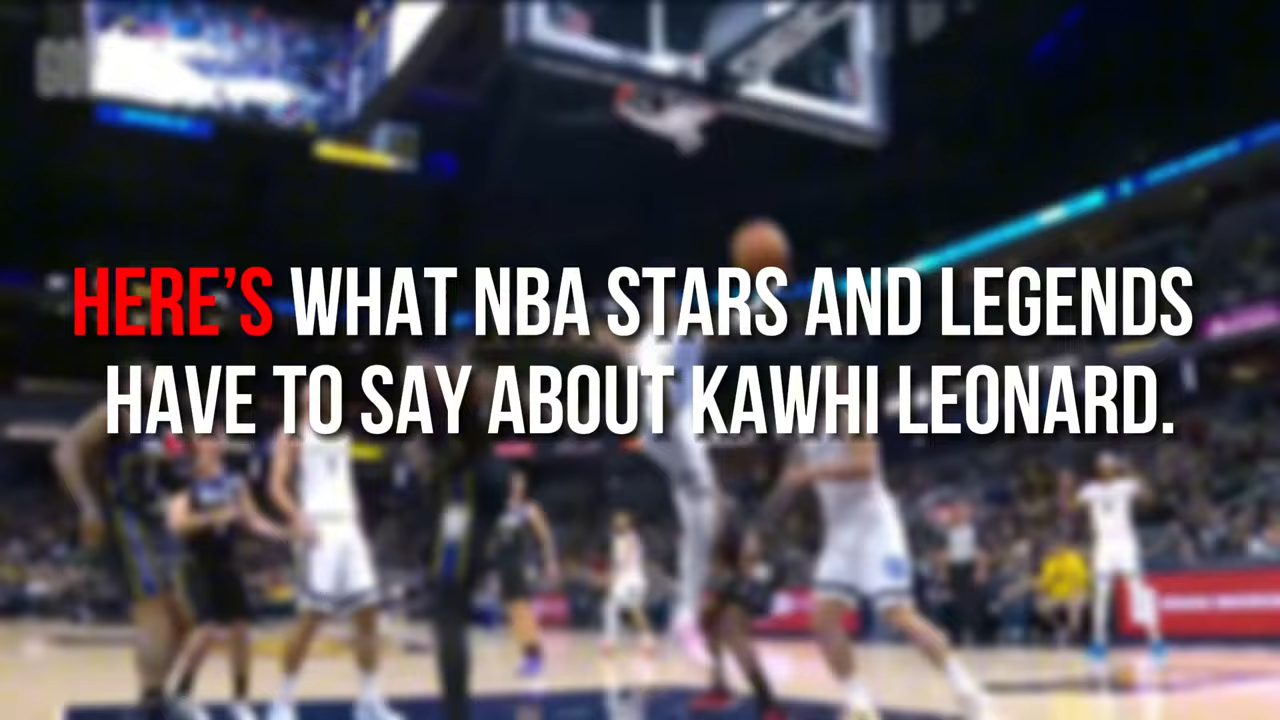 HERE’S WHAT NBA STARS AND LEGENDS
HAVE TO SAY ABOUT KAWHI LEONARD.